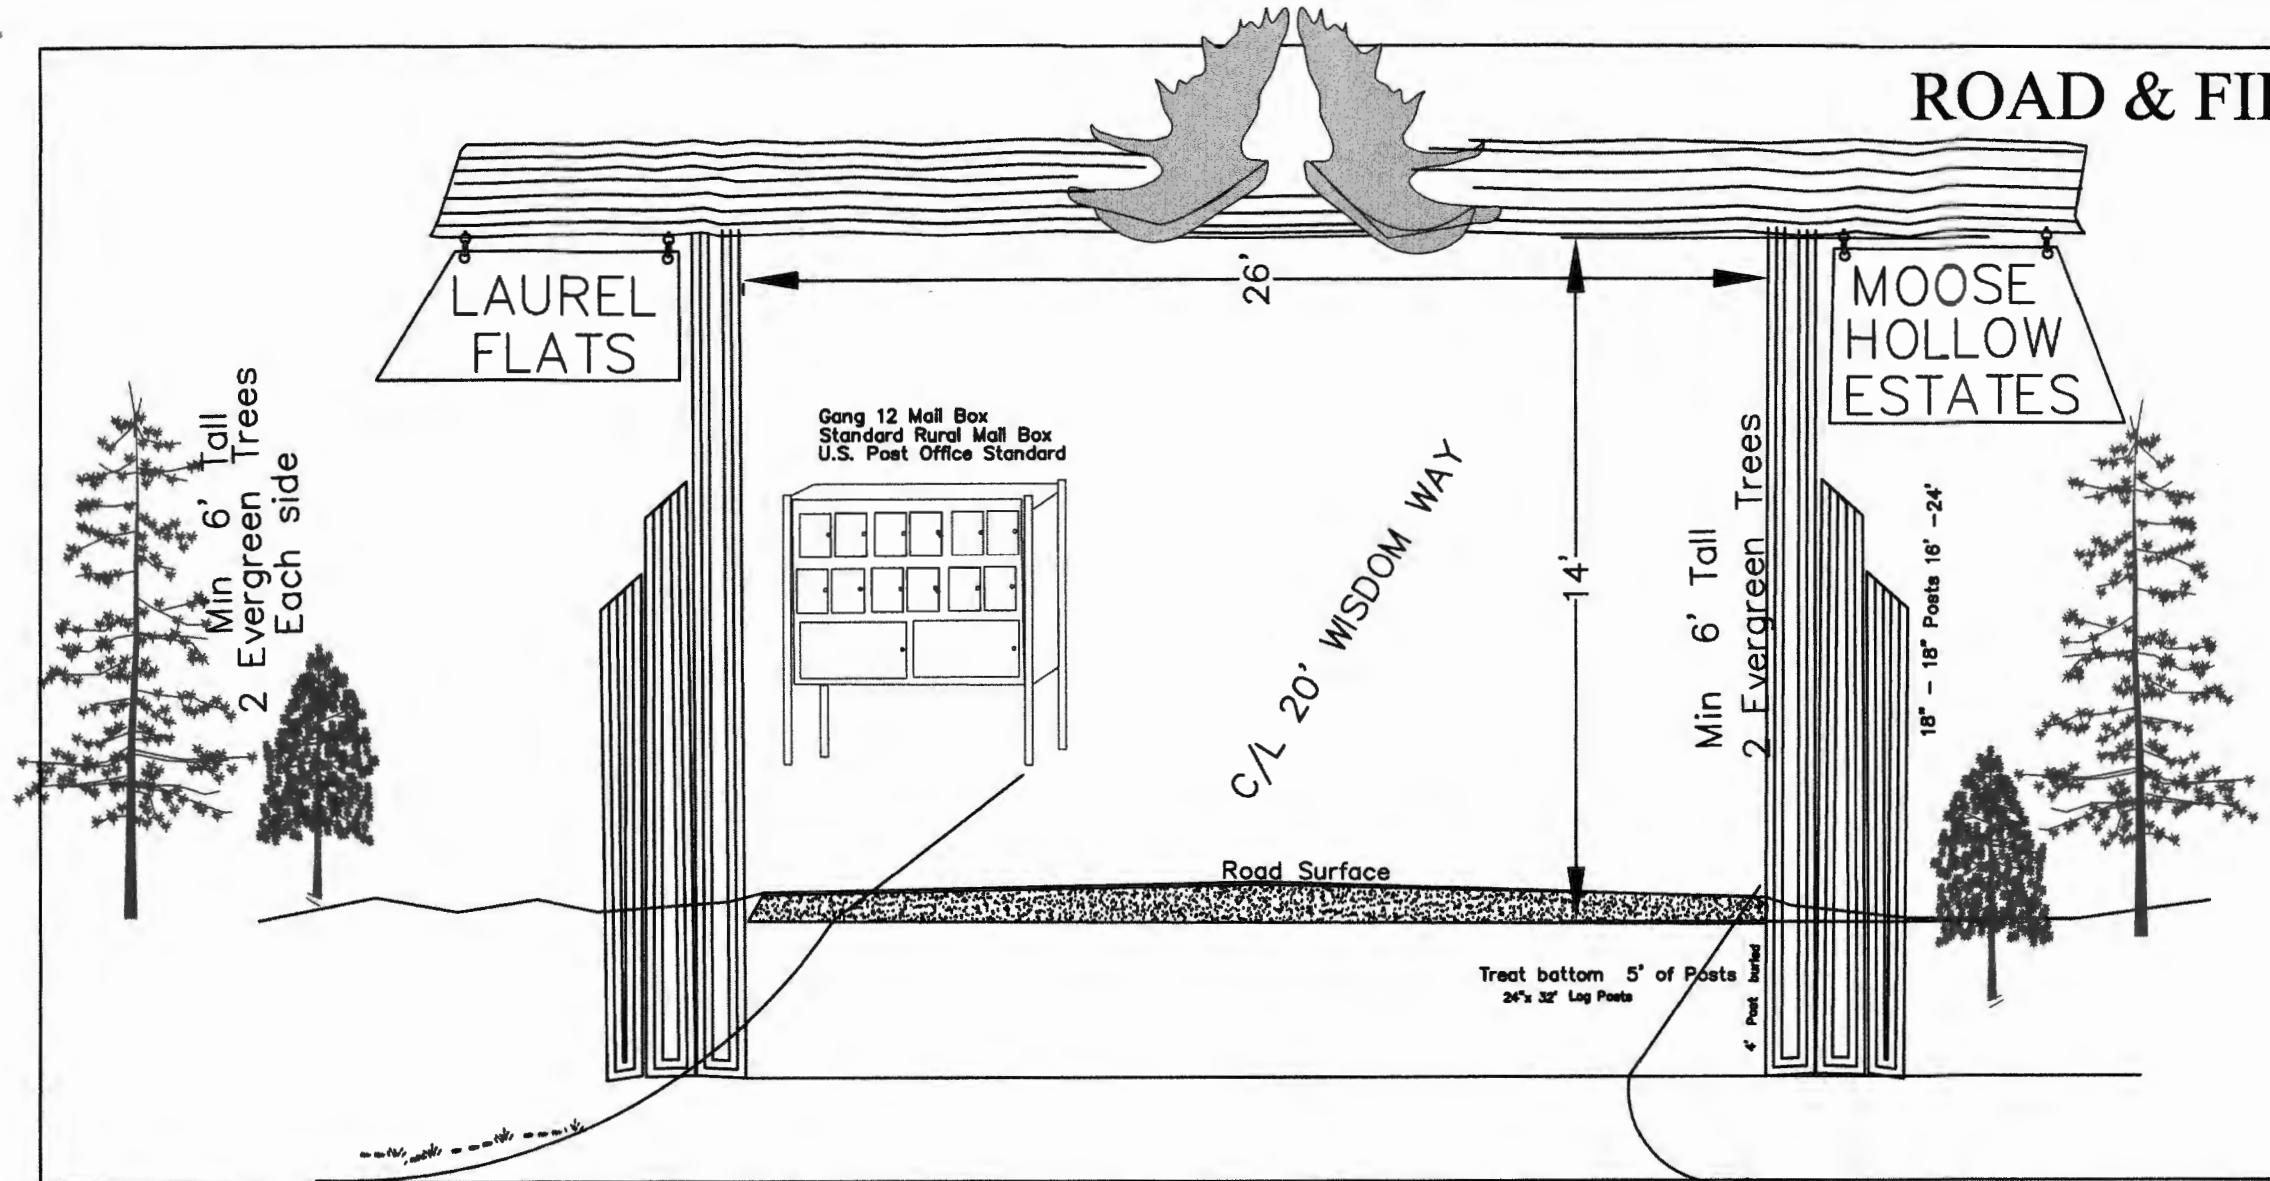 ROAD & FI
LAUREL
FLATS
26'
MOOSE
HOLLOW
ESTATES
Min 6' Tall
2 Evergreen Trees
Each side
Gang 12 Mail Box
Standard Rural Mail Box
U.S. Post Office Standard
C/L 20' WISDOM WAY
14'
Min 6' Tall
2 Evergreen Trees
18" - 18" Posts 16' -24'
Road Surface
Treat battom 5' of Posts
24"x 32' Log Posts
4' Post buried